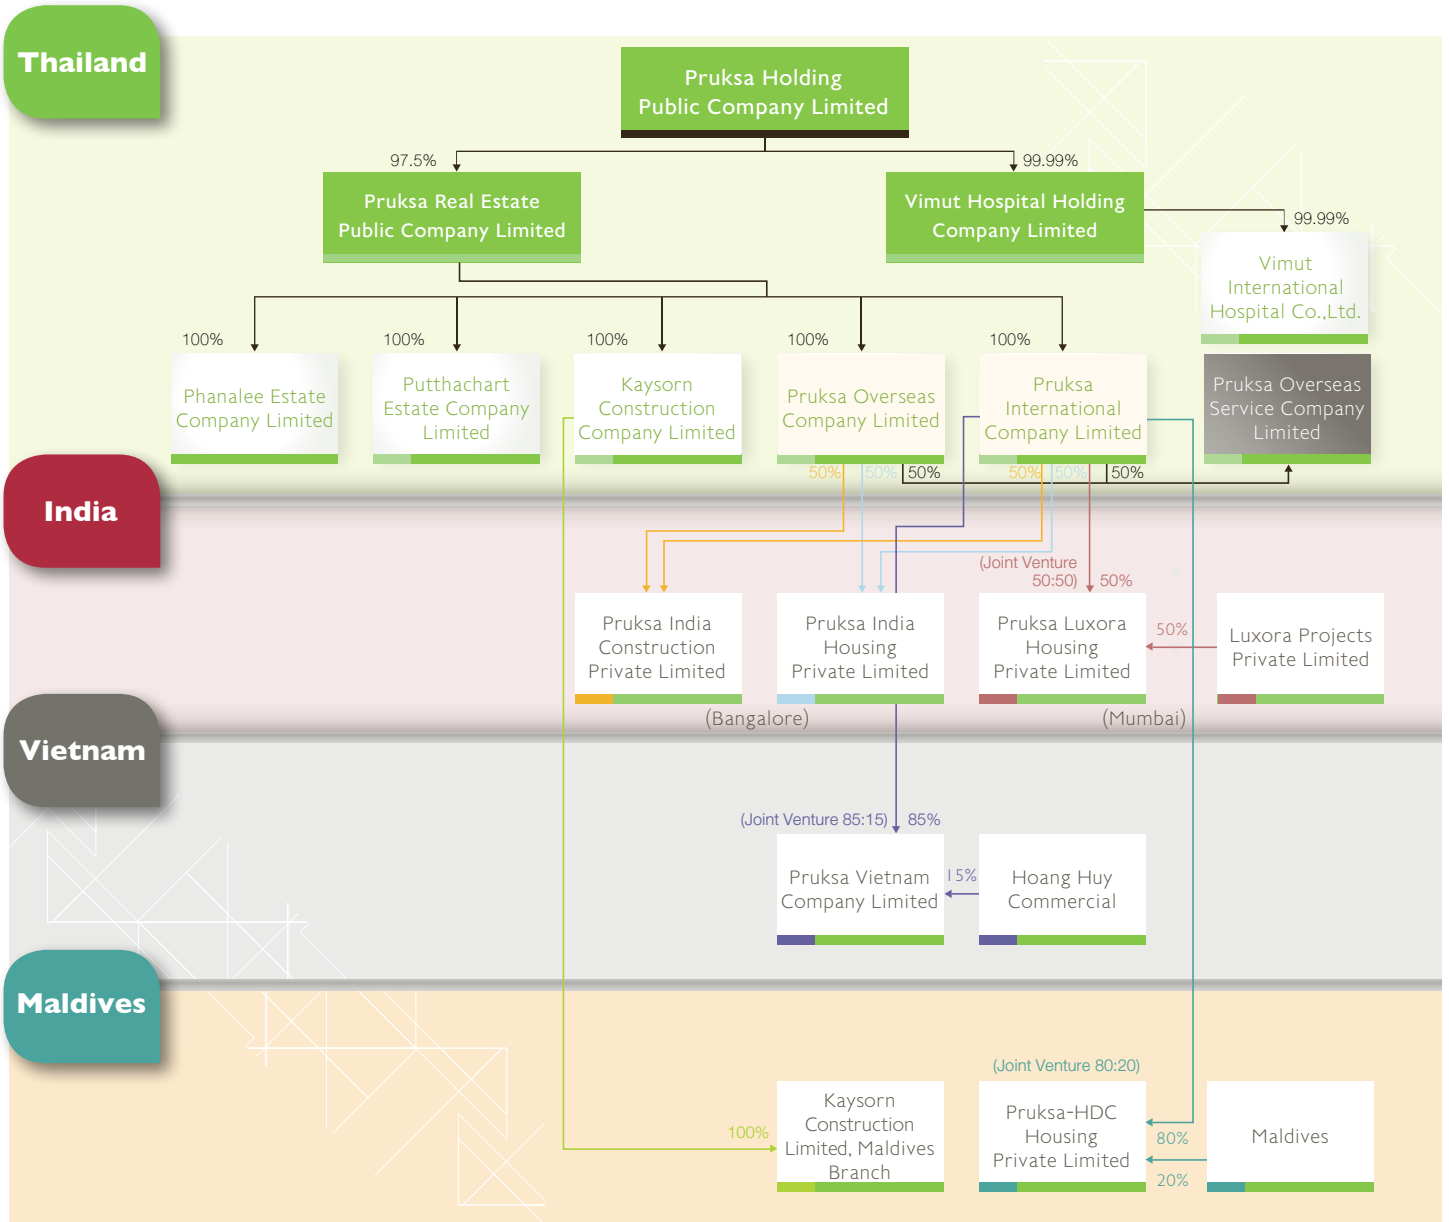 Thailand
Pruksa Holding
Public Company Limited
97.5%
99.99%
Pruksa Real Estate
Public Company Limited
Vimut Hospital Holding
Company Limited
99.99%
Vimut
International
Hospital Co.,Ltd.
100%
100%
100%
100%
100%
Phanalee Estate
Company Limited
Putthachart
Estate Company
Limited
Kaysorn
Construction
Company Limited
Pruksa Overseas
Company Limited
Pruksa
International
Company Limited
Pruksa Overseas
Service Company
Limited
50%
50%
50%
50%
50%
50%
India
(Joint Venture
50:50)
50%
Pruksa India
Construction
Private Limited
Pruksa India
Housing
Private Limited
Pruksa Luxora
Housing
Private Limited
50%
Luxora Projects
Private Limited
(Bangalore)
(Mumbai)
Vietnam
(Joint Venture 85:15)
85%
Pruksa Vietnam
Company Limited
15%
Hoang Huy
Commercial
Maldives
(Joint Venture 80:20)
100%
Kaysorn
Construction
Limited, Maldives
Branch
Pruksa-HDC
Housing
Private Limited
80%
20%
Maldives